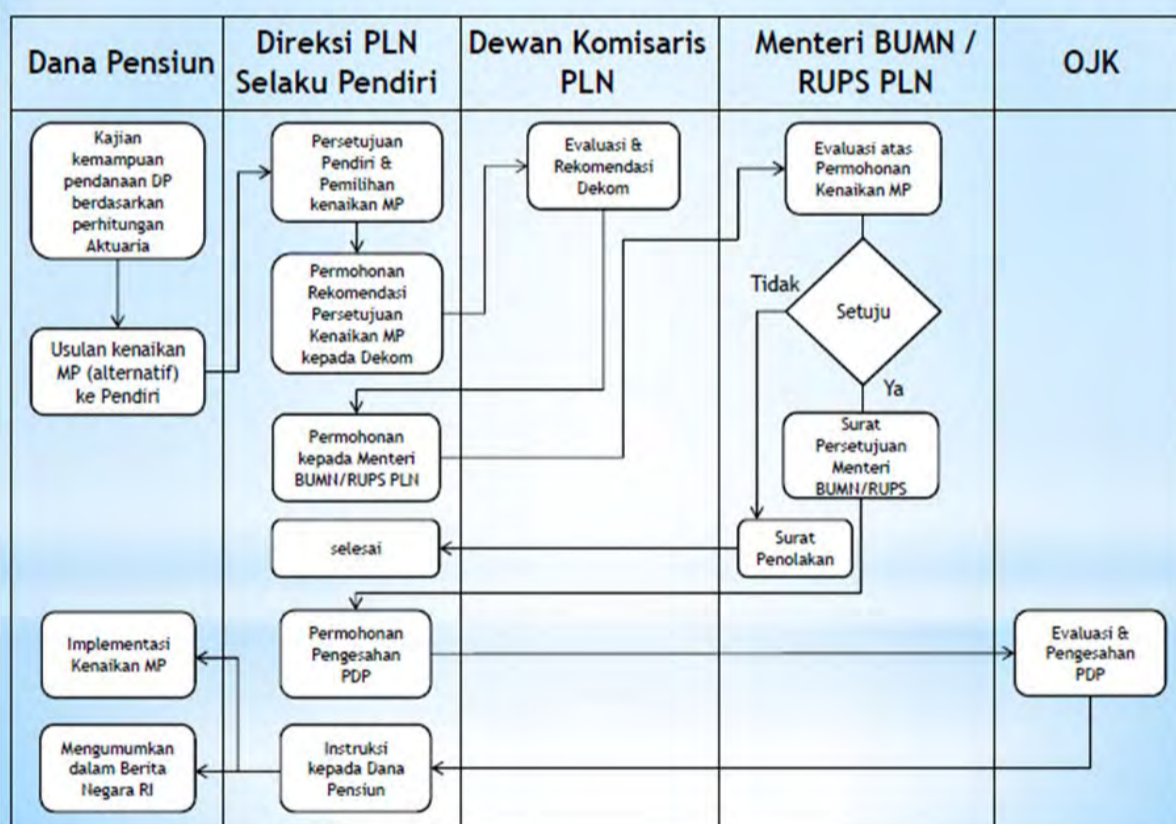 Dana Pensiun
Direksi PLN
Selaku Pendiri
Dewan Komisaris
PLN
Menteri BUMN /
RUPS PLN
OJK
Kajian
kemampuan
pendanaan DP
berdasarkan
perhitungan
Aktuaria
Persetujuan
Pendiri &
Pemilihan
kenaikan MP
Evaluasi &
Rekomendasi
Dekom
Evaluasi atas
Permohonan
Kenaikan MP
Usulan kenaikan
MP (alternatif)
ke Pendiri
Permohonan
Rekomendasi
Persetujuan
Kenaikan MP
kepada Dekom
Tidak
Setuju
Ya
Permohonan
kepada Menteri
BUMN/RUPS PLN
Surat
Persetujuan
Menteri
BUMN/RUPS
selesai
Surat
Penolakan
Implementasi
Kenaikan MP
Permohonan
Pengesahan
PDP
Evaluasi &
Pengesahan
PDP
Mengumumkan
dalam Berita
Negara RI
Instruksi
kepada Dana
Pensiun